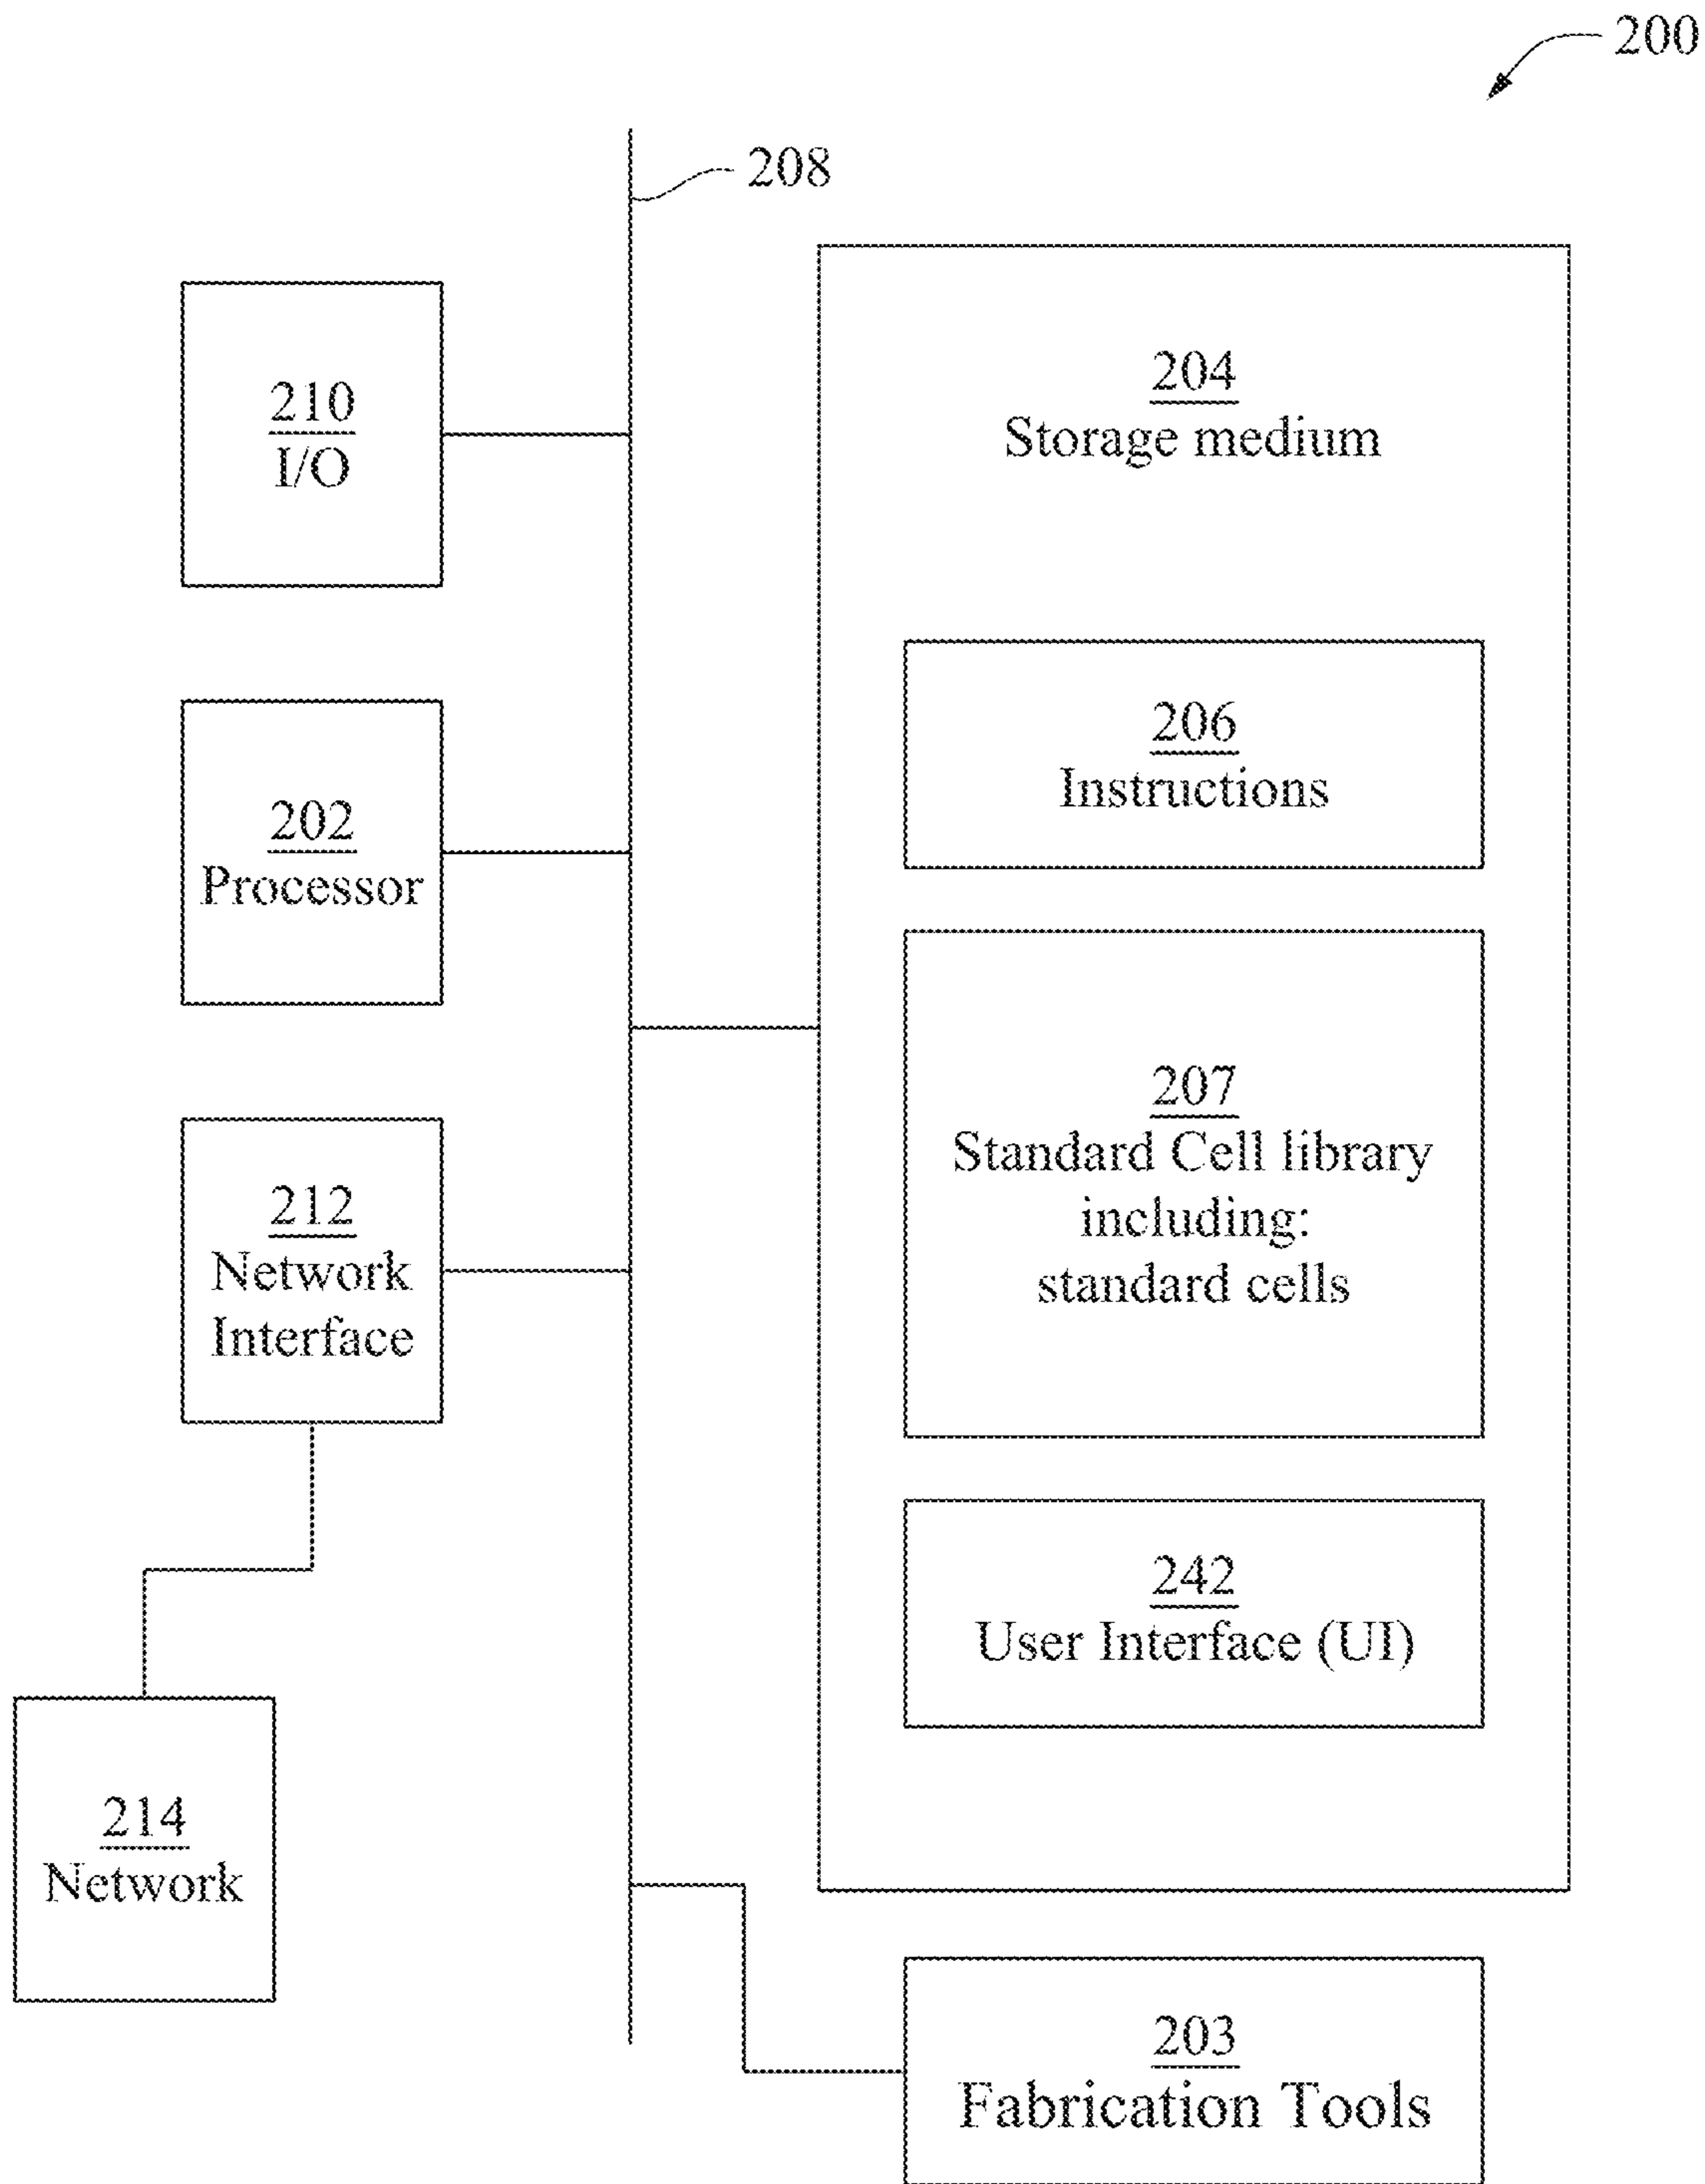 200
208
210
I/O
202
Processor
212
Network
Interface
214
Network
204
Storage medium
206
Instructions
207
Standard Cell library
including:
standard cells
242
User Interface (UI)
203
Fabrication Tools